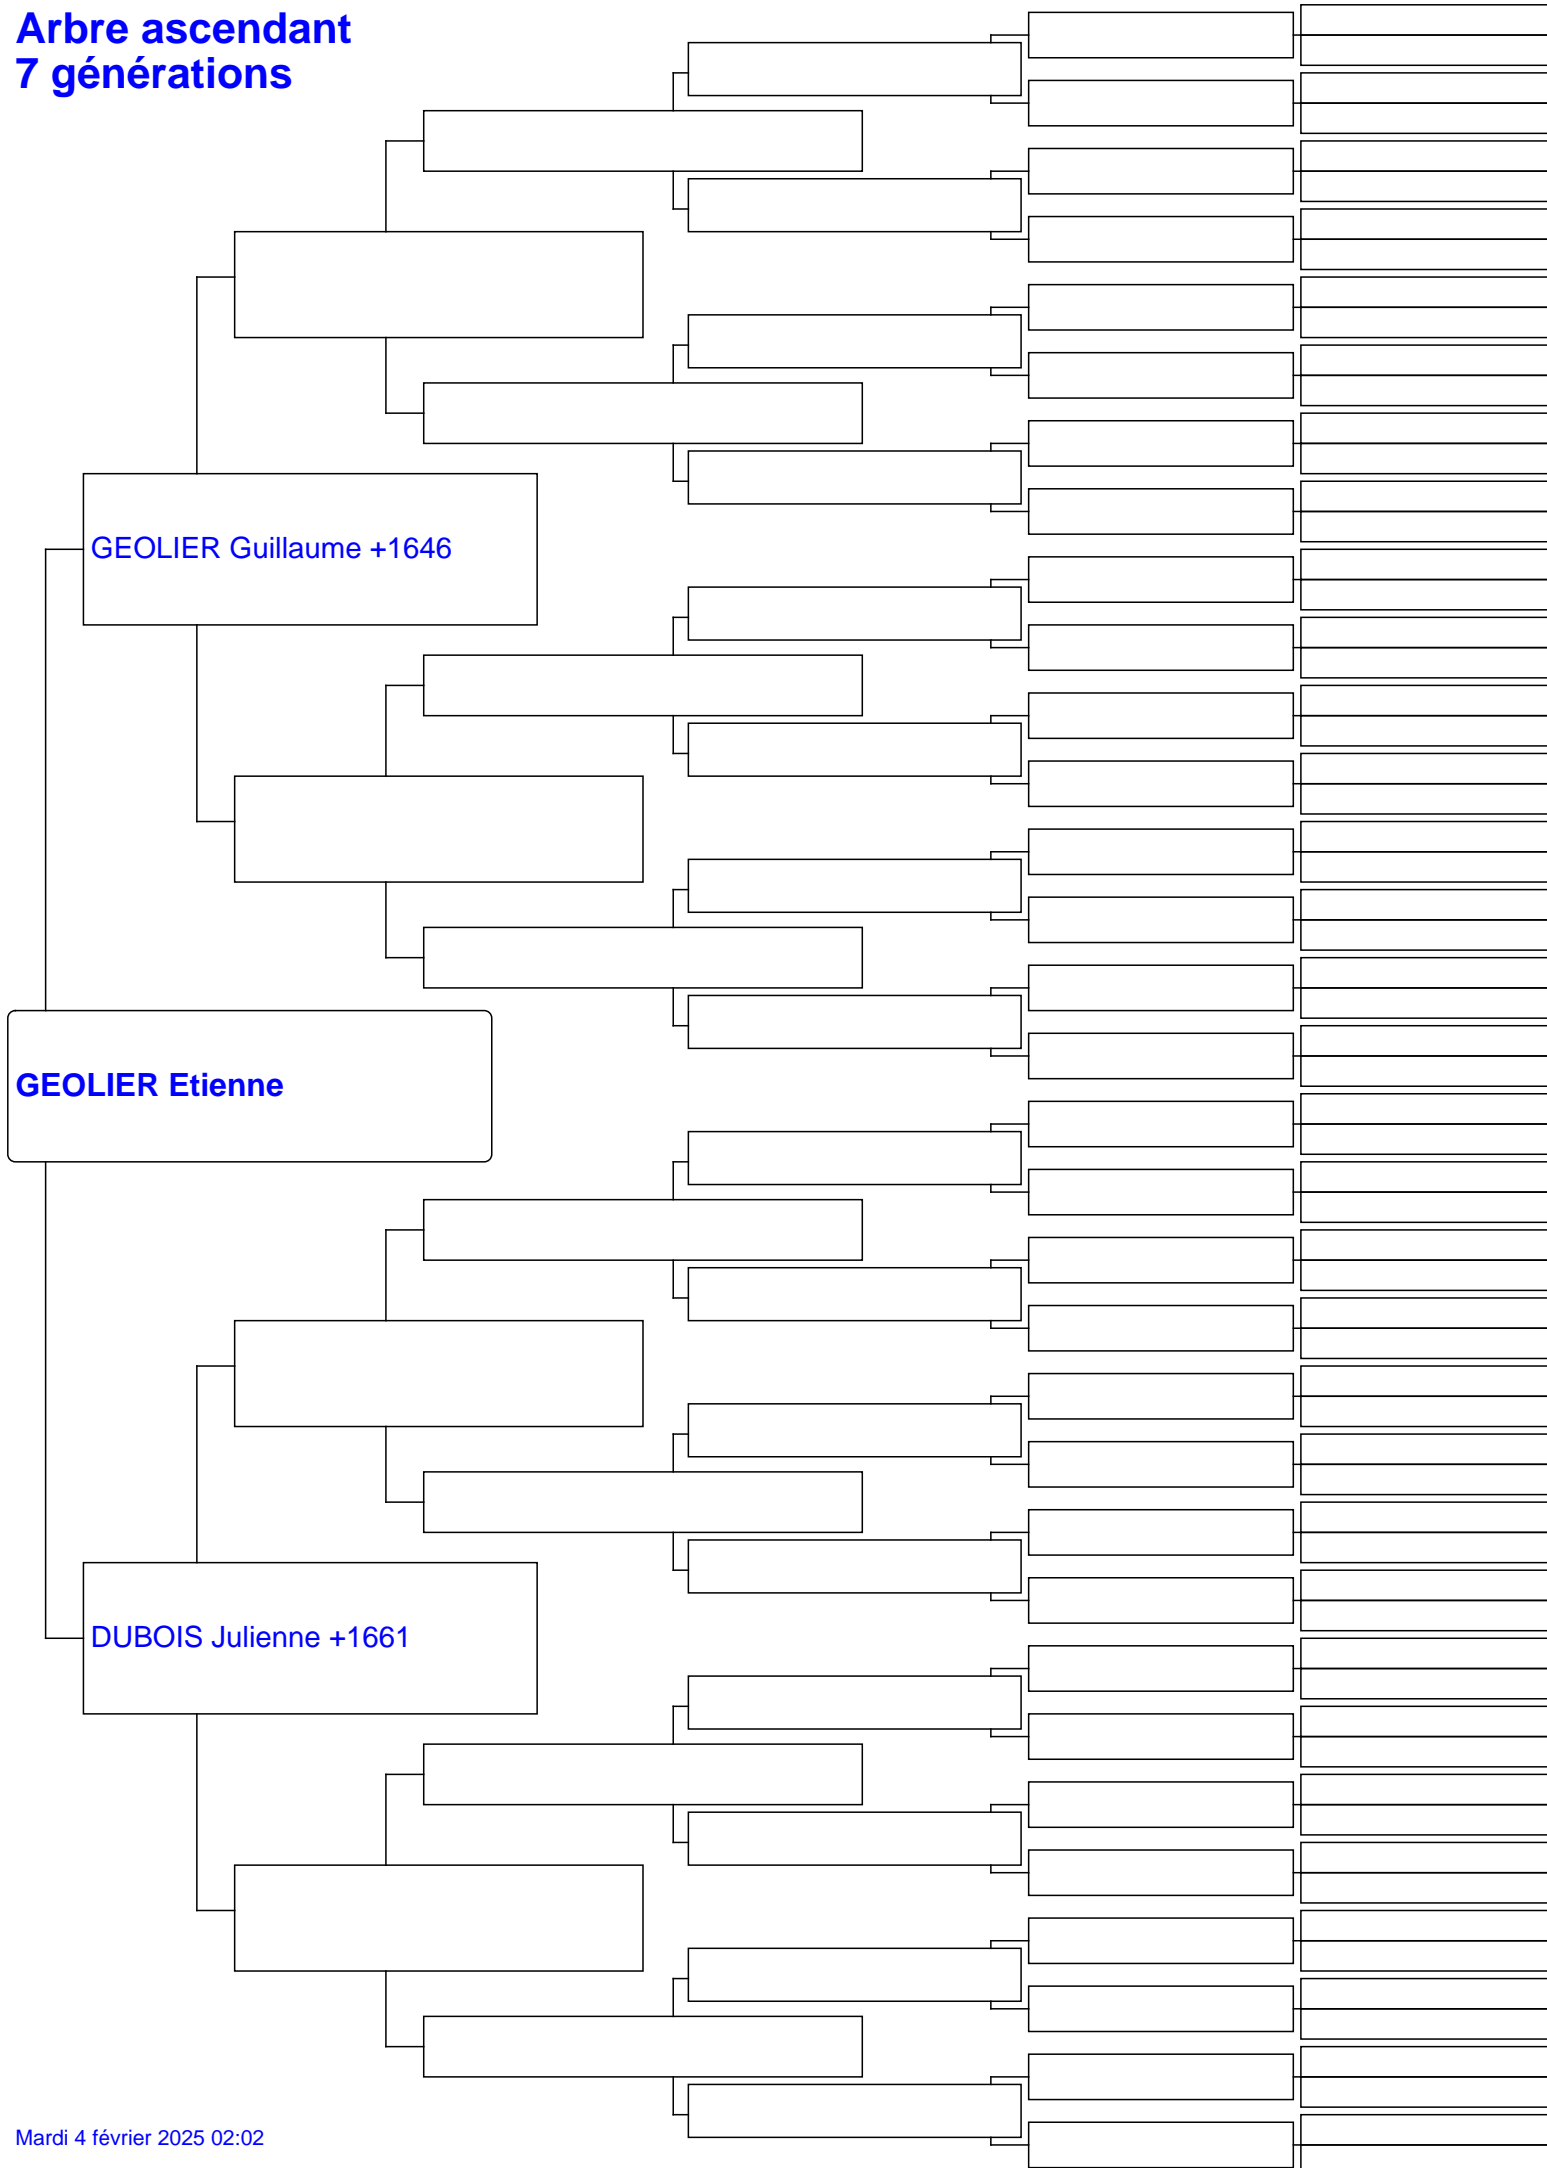 Arbre ascendant
7 générations
GEOLIER Guillaume +1646
GEOLIER Etienne
DUBOIS Julienne +1661
Mardi 4 février 2025 02:02